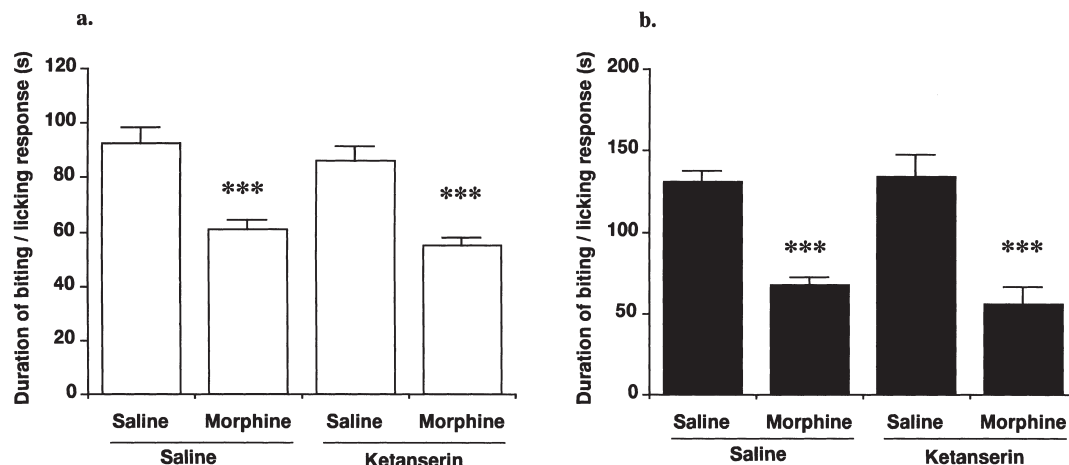 a.
Duration of biting / licking response (s)
120
100
80
60
40
20
0
***
***
Saline Morphine Saline Morphine
Saline Ketanserin
b.
Duration of biting / licking response (s)
200
150
100
50
0
***
***
Saline Morphine Saline Morphine
Saline Ketanserin